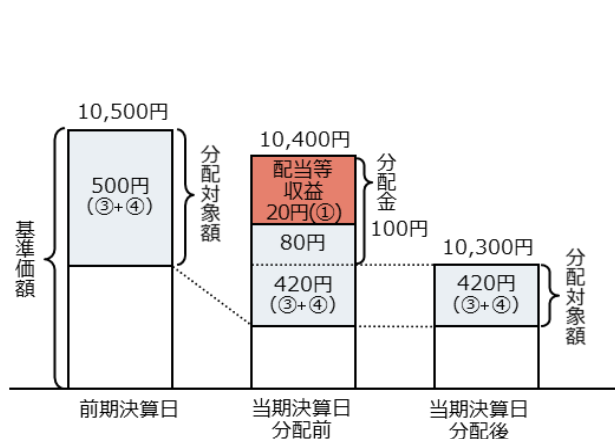 10,500円
500円
(③+④)
分配対象額
基準価額
10,400円
配当等
収益
20円(①)
80円
420円
(③+④)
分配金
100円
10,300円
420円
(③+④)
分配対象額
前期決算日
当期決算日
分配前
当期決算日
分配後